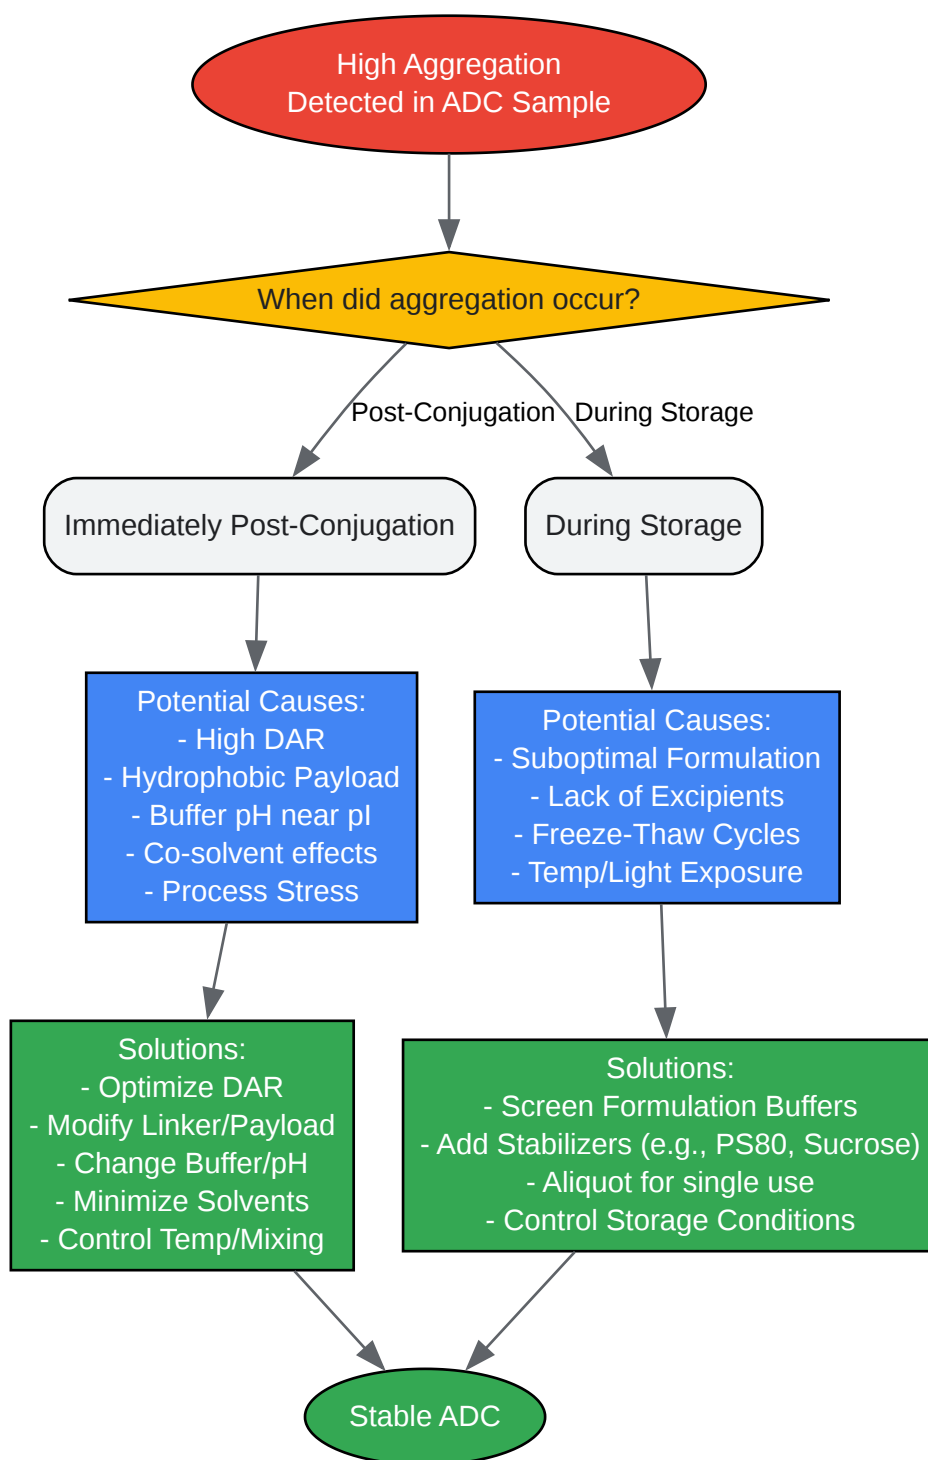 High Aggregation
Detected in ADC Sample
When did aggregation occur?
Post-Conjugation
During Storage
Immediately Post-Conjugation
During Storage
Potential Causes:
- High DAR
- Hydrophobic Payload
- Buffer pH near pI
- Co-solvent effects
- Process Stress
Potential Causes:
- Suboptimal Formulation
- Lack of Excipients
- Freeze-Thaw Cycles
- Temp/Light Exposure
Solutions:
- Optimize DAR
- Modify Linker/Payload
- Change Buffer/pH
- Minimize Solvents
- Control Temp/Mixing
Solutions:
- Screen Formulation Buffers
- Add Stabilizers (e.g., PS80, Sucrose)
- Aliquot for single use
- Control Storage Conditions
Stable ADC